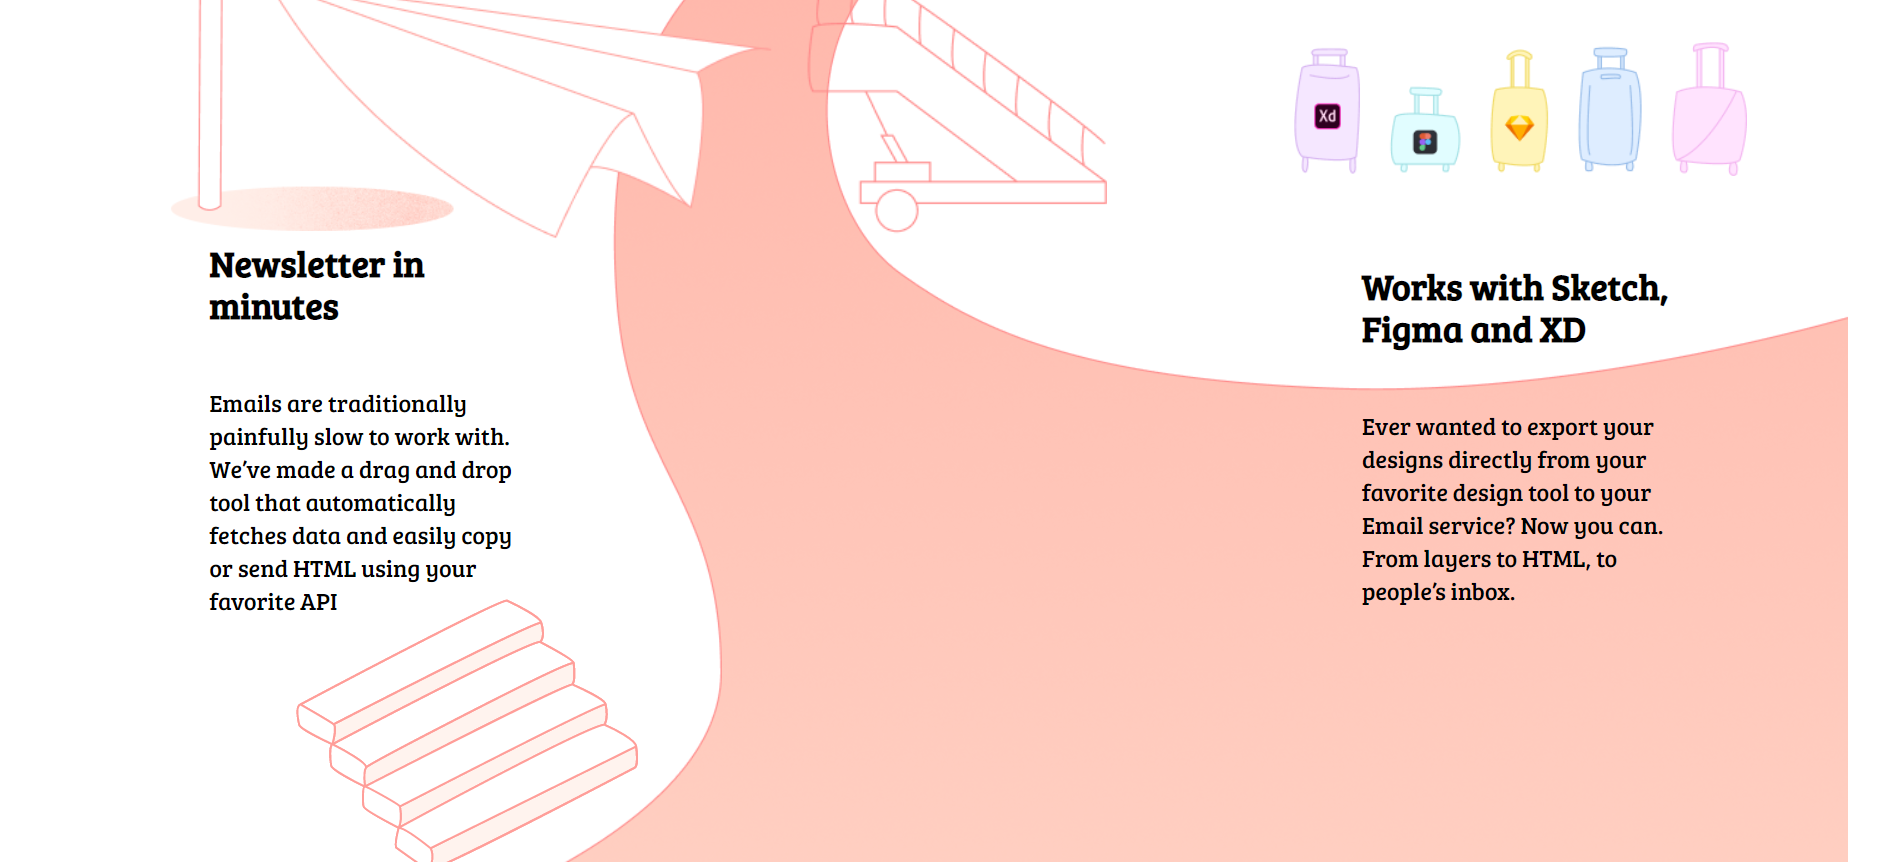 Xd
Newsletter in
minutes
Emails are traditionally
painfully slow to work with.
We’ve made a drag and drop
tool that automatically
fetches data and easily copy
or send HTML using your
favorite API
Works with Sketch,
Figma and XD
Ever wanted to export your
designs directly from your
favorite design tool to your
Email service? Now you can.
From layers to HTML, to
people’s inbox.